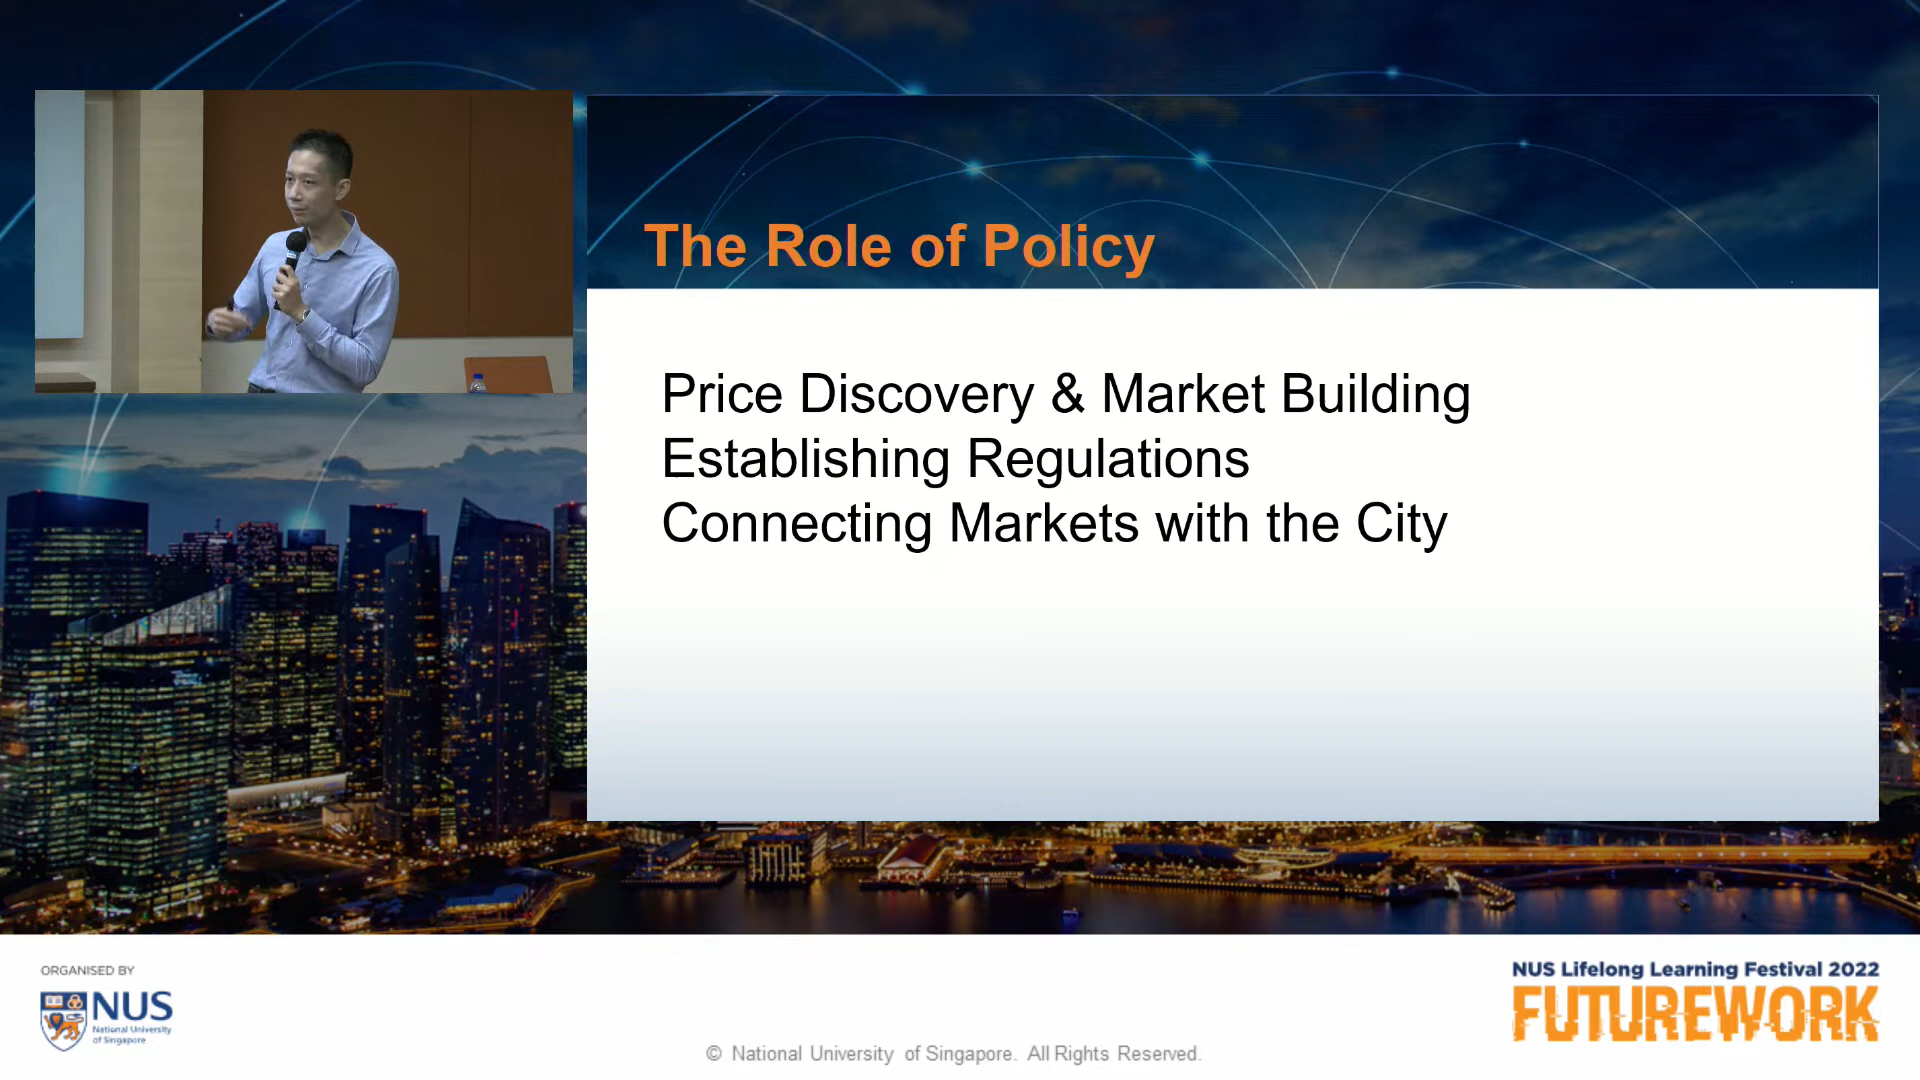 The Role of Policy
Price Discovery & Market Building
Establishing Regulations
Connecting Markets with the City
ORGANISED BY
NUS
National University
of Singapore
© National University of Singapore. All Rights Reserved.
NUS Lifelong Learning Festival 2022
FUTUREWORK